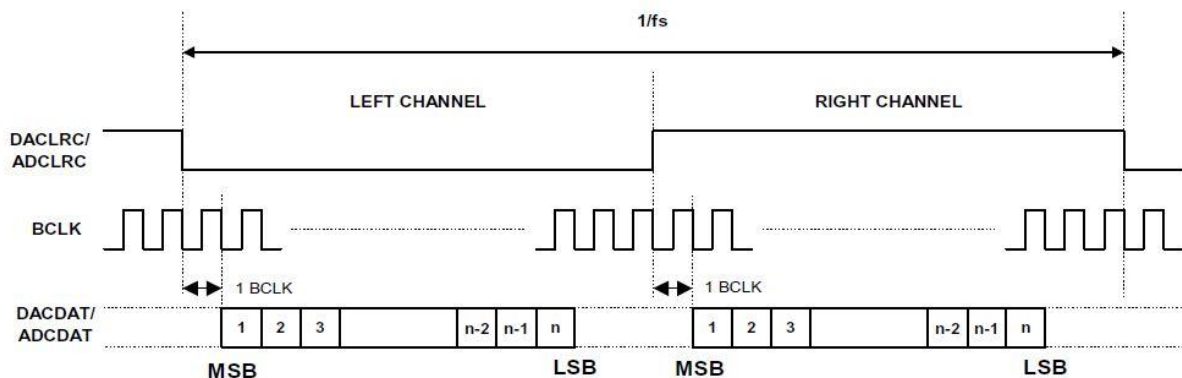 1/fs
LEFT CHANNEL RIGHT CHANNEL
DACLRC/
ADCLRC
BCLK
1 BCLK 1 BCLK
DACDAT/
ADCDAT
1 2 3 n-2 n-1 n 1 2 3 n-2 n-1 n
MSB LSB MSB LSB